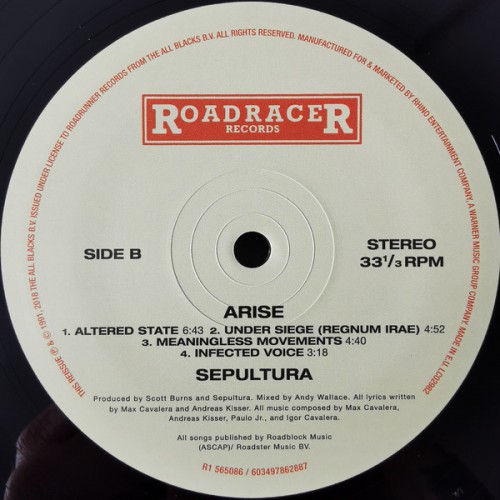 THIS REISSUE ℗ & © 1991, 2018 THE ALL BLACKS B.V. ISSUED UNDER LICENSE TO ROADRUNNER RECORDS FROM THE ALL BLACKS B.V. ALL RIGHTS RESERVED. MANUFACTURED FOR & MARKETED BY RHINO ENTERTAINMENT COMPANY, A WARNER MUSIC GROUP COMPANY. MADE IN E.U. LC02982.
ROADRACER
RECORDS
SIDE B
STEREO
33 1/3 RPM
ARISE
1. ALTERED STATE 6:43 2. UNDER SIEGE (REGNUM IRAE) 4:52
3. MEANINGLESS MOVEMENTS 4:40
4. INFECTED VOICE 3:18
SEPULTURA
Produced by Scott Burns and Sepultura. Mixed by Andy Wallace. All lyrics written
by Max Cavalera and Andreas Kisser. All music composed by Max Cavalera,
Andreas Kisser, Paulo Jr., and Igor Cavalera.
All songs published by Roadblock Music
(ASCAP)/ Roadster Music BV.
R1 565086 / 603497862887